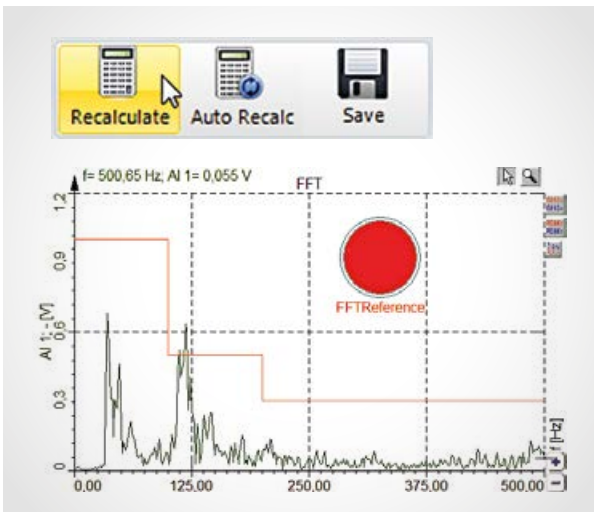 Recalculate Auto Recalc Save
f= 500,65 Hz; AI 1= 0,055 V
FFT
1,2
0,9
0,6
0,3
0
AI 1; - [V]
FFTReference
f [Hz]
0,00 125,00 250,00 375,00 500,00